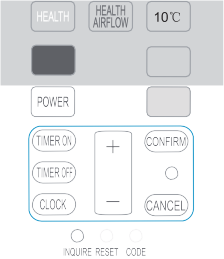 HEALTH
HEALTH
AIRFLOW
10℃
POWER
TIMER ON
+
CONFIRM
TIMER OFF
CLOCK
−
CANCEL
INQUIRE RESET CODE